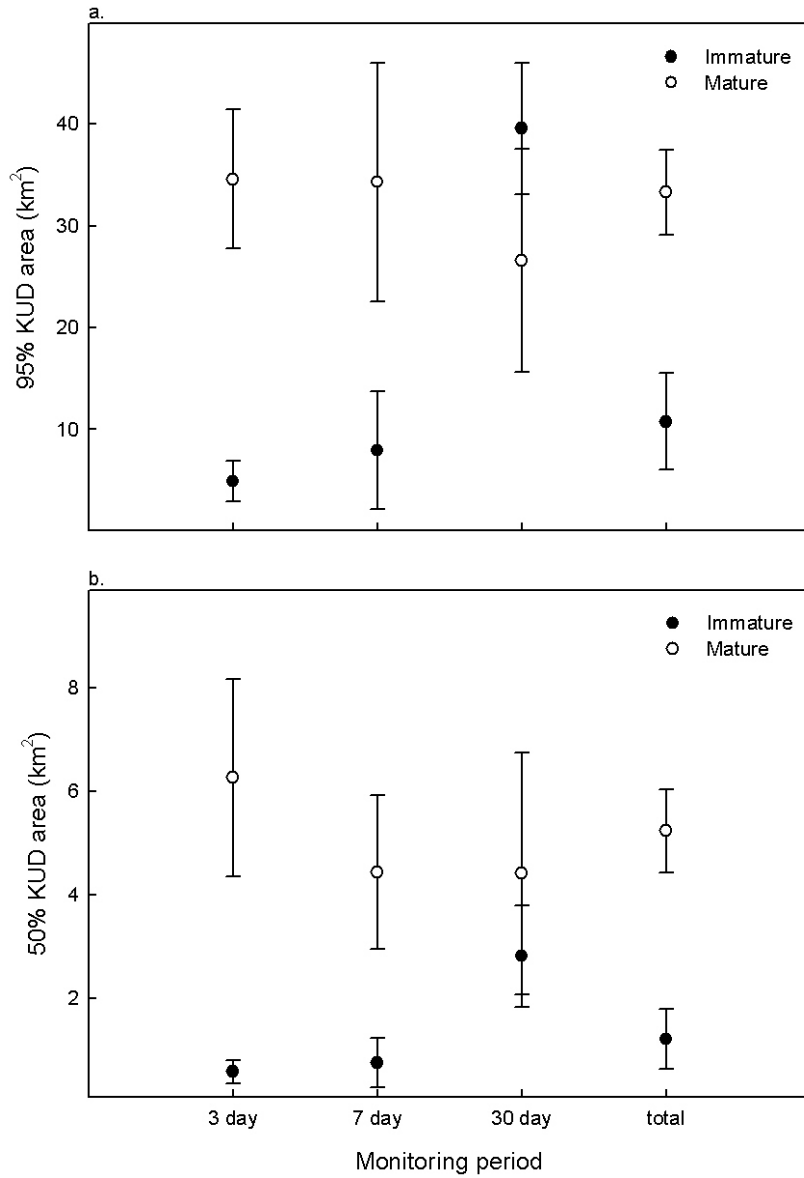 a.
Immature
Mature
40
30
20
10
95% KUD area (km²)
b.
Immature
Mature
8
6
4
2
50% KUD area (km²)
3 day 7 day 30 day total
Monitoring period